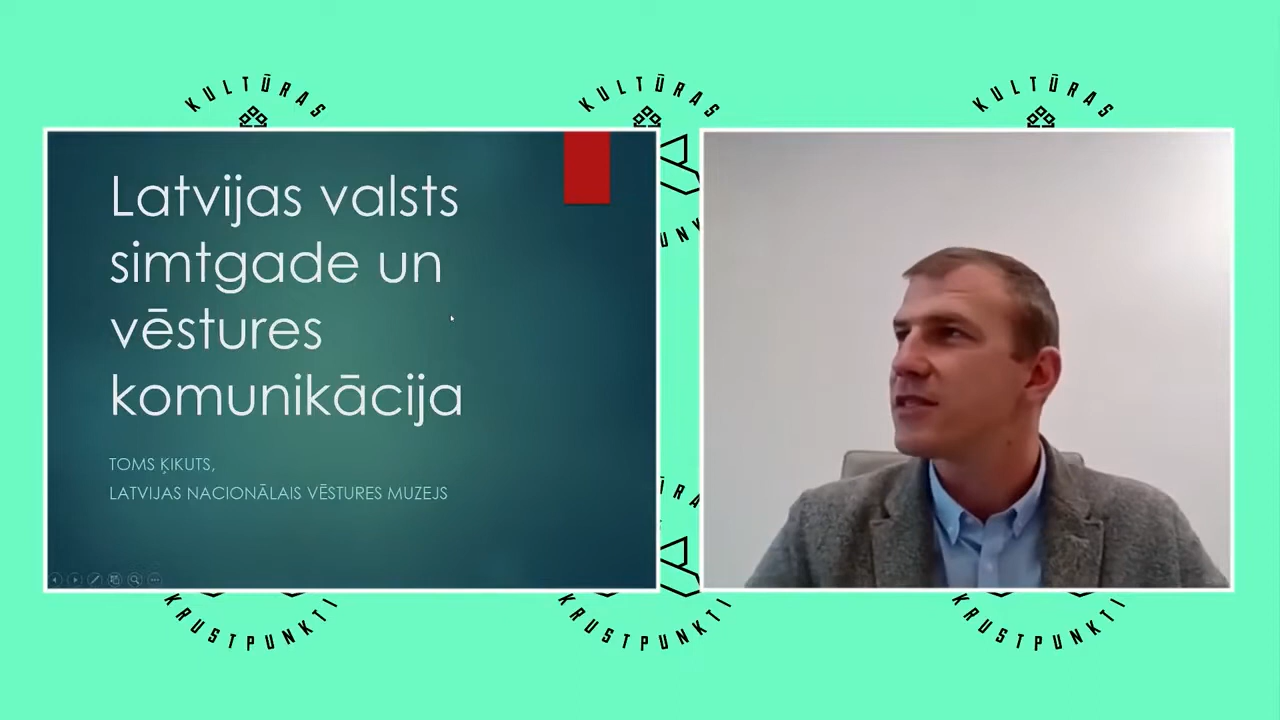 KULTŪRAS
KULTŪRAS
KULTŪRAS
Latvijas valsts
simtgade un
vēstures
komunikācija
TOMS ĶIKUTS,
LATVIJAS NACIONĀLAIS VĒSTURES MUZEJS
KRUSTPUNKTI
KRUSTPUNKTI
KRUSTPUNKTI